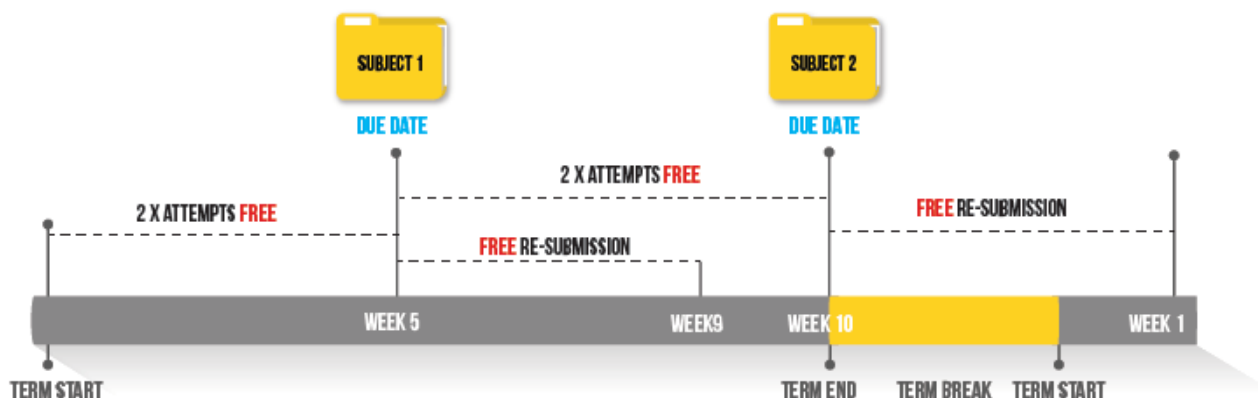 SUBJECT 1
SUBJECT 2
DUE DATE
DUE DATE
2 X ATTEMPTS FREE
2 X ATTEMPTS FREE
FREE RE-SUBMISSION
FREE RE-SUBMISSION
WEEK 5
WEEK9
WEEK 10
WEEK 1
TERM START
TERM END
TERM BREAK
TERM START